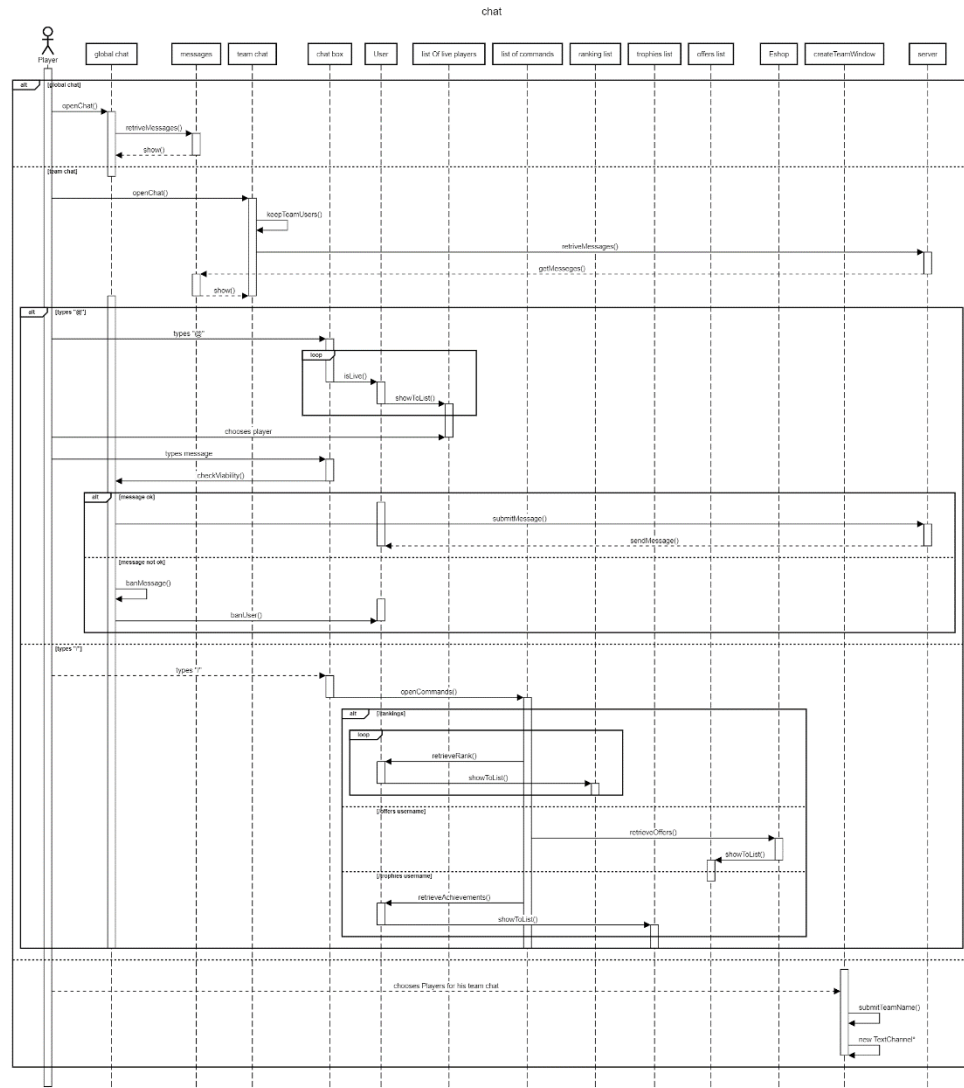 chat
Player
global chat
messages
team chat
chat box
User
list Of live players
list of commands
ranking list
trophies list
offers list
Eshop
createTeamWindow
server
alt
[global chat]
openChat()
retriveMessages()
show()
[team chat]
openChat()
keepTeamUsers()
retriveMessages()
getMesseges()
show()
alt
[types "@"]
types "@"
loop
isLive()
showToList()
chooses player
types message
checkViability()
alt
[message ok]
submitMessage()
sendMessage()
[message not ok]
banMessage()
banUser()
[types "/"]
types "/"
openCommands()
alt
[/rankings]
loop
retrieveRank()
showToList()
[/offers username]
retrieveOffers()
showToList()
[/trophies username]
retrieveAchievements()
showToList()
chooses Players for his team chat
submitTeamName()
new TextChannel*